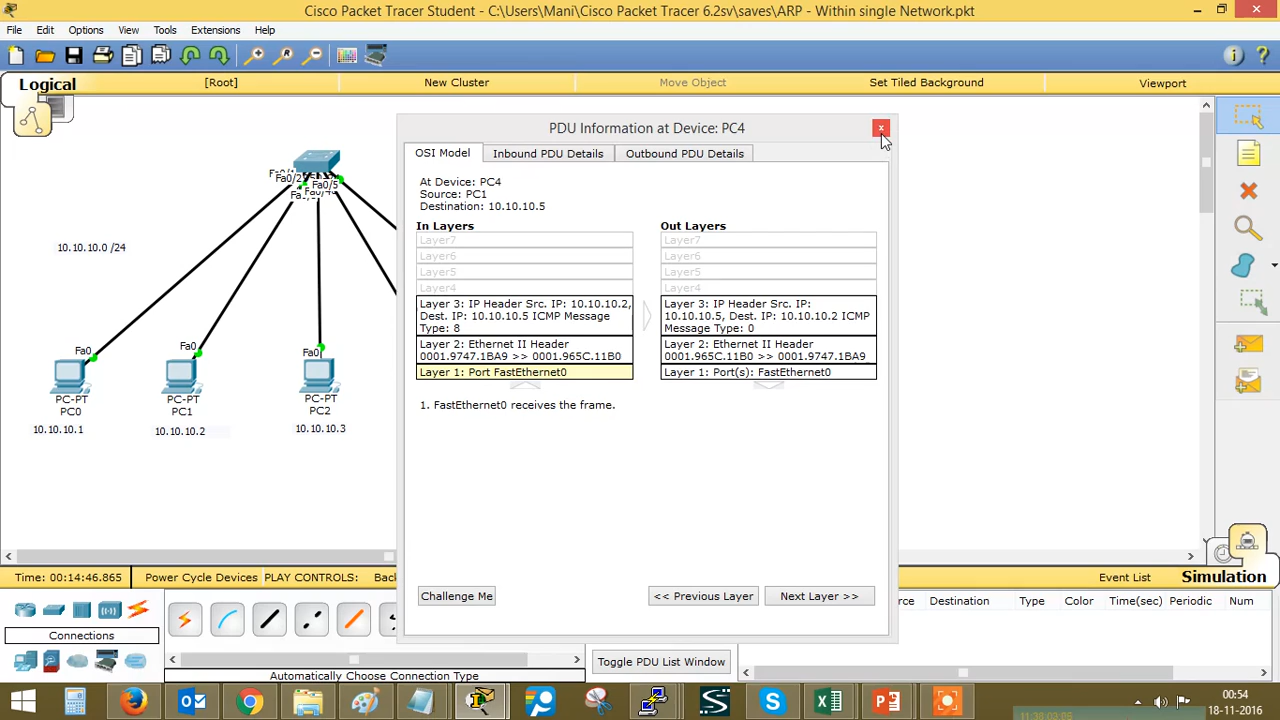 Cisco Packet Tracer Student - C:\Users\Mani\Cisco Packet Tracer 6.2sv\saves\ARP - Within single Network.pkt
File Edit Options View Tools Extensions Help
Logical [Root] New Cluster Move Object Set Tiled Background Viewport
PDU Information at Device: PC4
OSI Model Inbound PDU Details Outbound PDU Details
At Device: PC4
Source: PC1
Destination: 10.10.10.5
In Layers
Layer7
Layer6
Layer5
Layer4
Layer 3: IP Header Src. IP: 10.10.10.2,
Dest. IP: 10.10.10.5 ICMP Message
Type: 8
Layer 2: Ethernet II Header
0001.9747.1BA9 >> 0001.965C.11B0
Layer 1: Port FastEthernet0
Out Layers
Layer7
Layer6
Layer5
Layer4
Layer 3: IP Header Src. IP:
10.10.10.5, Dest. IP: 10.10.10.2 ICMP
Message Type: 0
Layer 2: Ethernet II Header
0001.965C.11B0 >> 0001.9747.1BA9
Layer 1: Port(s): FastEthernet0
1. FastEthernet0 receives the frame.
Challenge Me << Previous Layer Next Layer >>
Fa0/5
10.10.10.0 /24
Fa0 Fa0 Fa0
PC-PT PC-PT PC-PT
PC0 PC1 PC2
10.10.10.1 10.10.10.2 10.10.10.3
Time: 00:14:46.865 Power Cycle Devices PLAY CONTROLS: Event List Simulation
Destination Type Color Time(sec) Periodic Num
Connections
Toggle PDU List Window
Automatically Choose Connection Type
00:54
18-11-2016